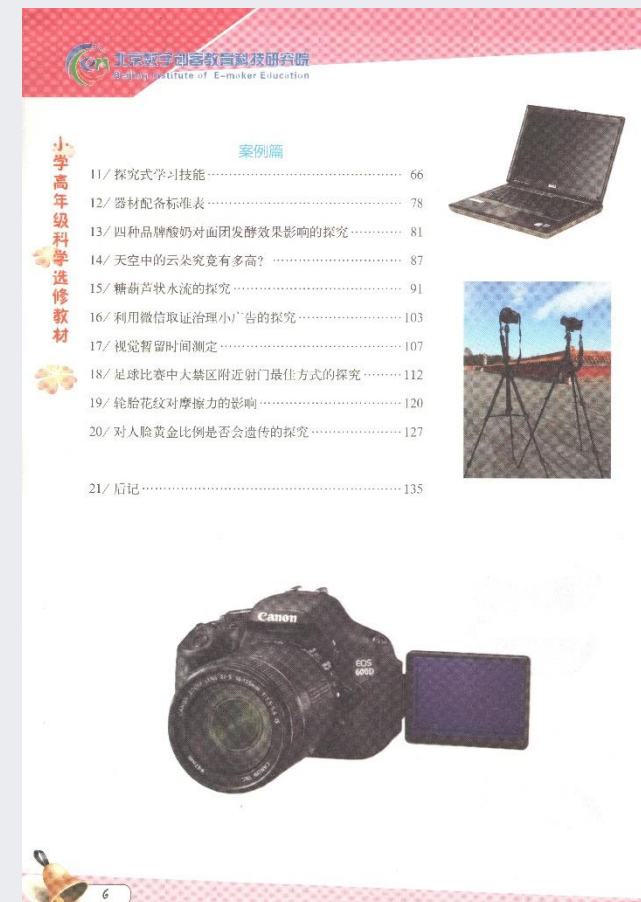 北京数字创客教育科技研究院
Beijing Institute of E-maker Education
小学高年级科学选修教材
案例篇
11/ 探究式学习技能 66
12/ 器材配备标准表 78
13/ 四种品牌酸奶对面团发酵效果影响的探究 81
14/ 天空中的云朵究竟有多高？ 87
15/ 糖葫芦状水流的探究 91
16/ 利用微信取证治理小广告的探究 103
17/ 视觉暂留时间测定 107
18/ 足球比赛中大禁区附近射门最佳方式的探究 112
19/ 轮胎花纹对摩擦力的影响 120
20/ 对人脸黄金比例是否会遗传的探究 127
21/ 后记 135
Canon
EOS
600D
6